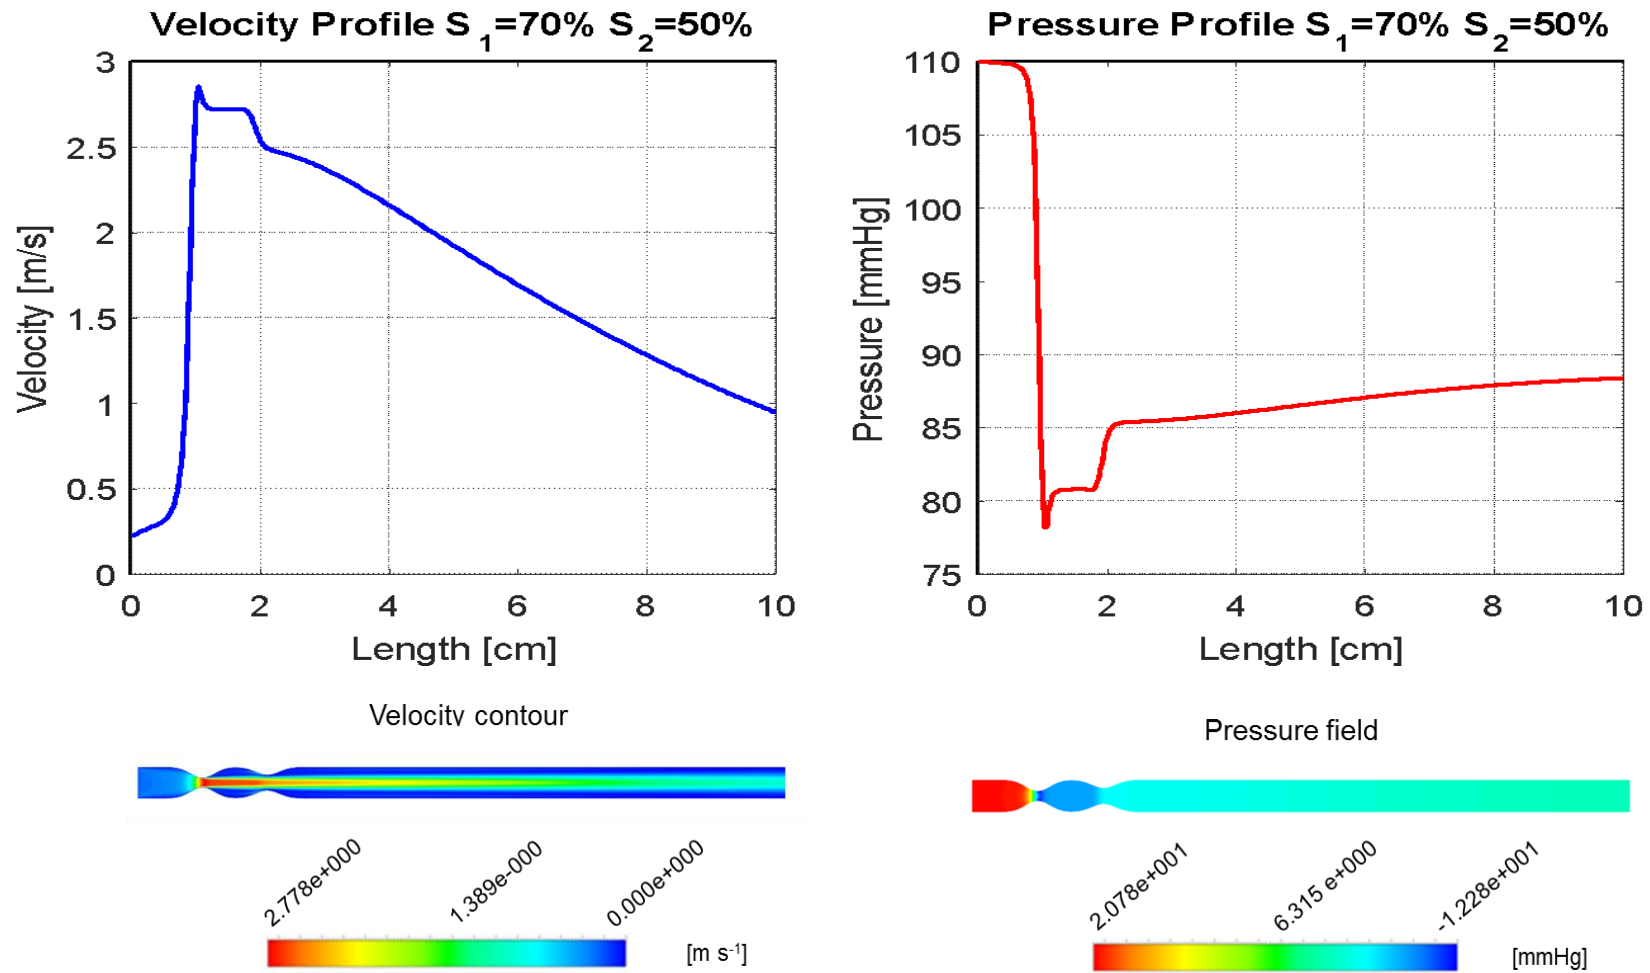 Velocity Profile S1=70% S2=50%
3
2.5
2
1.5
1
0.5
0
Velocity [m/s]
0 2 4 6 8 10
Length [cm]
Pressure Profile S1=70% S2=50%
110
105
100
95
90
85
80
75
Pressure [mmHg]
0 2 4 6 8 10
Length [cm]
Velocity contour
2.778e+000
1.389e-000
0.000e+000
[m s-1]
Pressure field
2.078e+001
6.315 e+000
-1.228e+001
[mmHg]